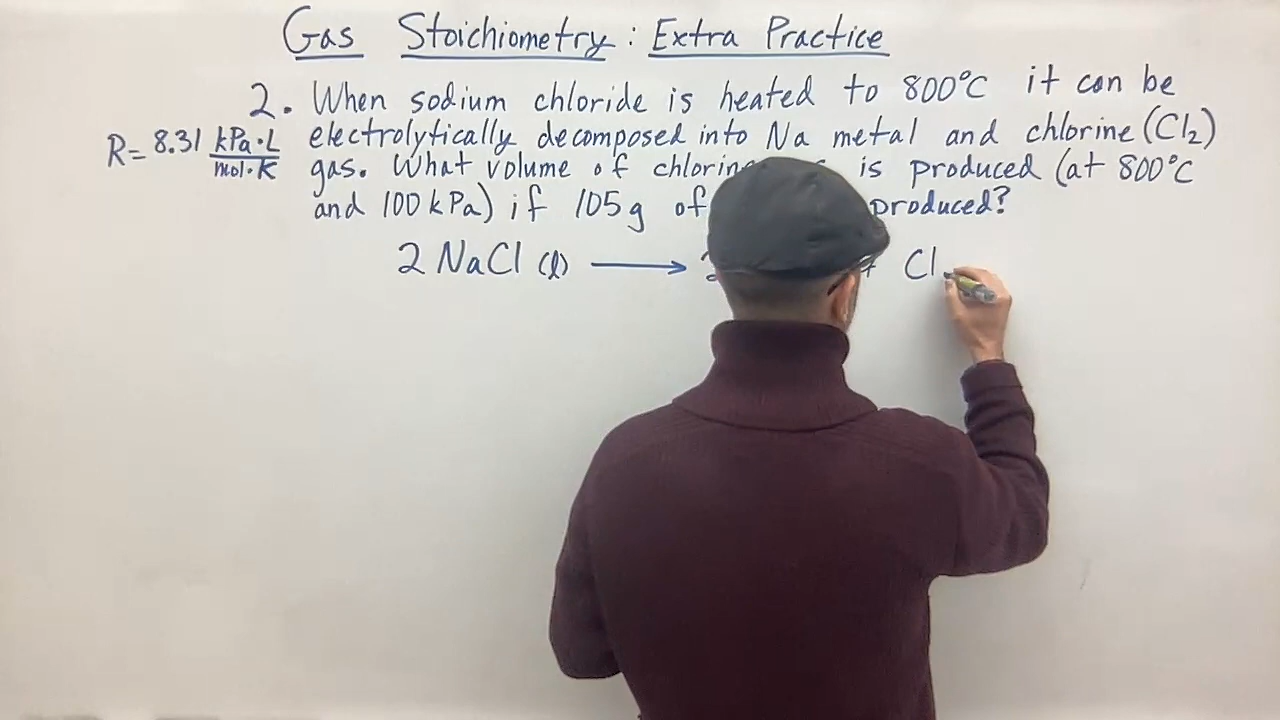 Gas Stoichiometry: Extra Practice
2. When sodium chloride is heated to 800°C it can be
R= 8.31 kPa·L/mol·K
electrolytically decomposed into Na metal and chlorine (Cl₂)
gas. What volume of is produced (at 800°C
and 100 kPa) if 105g of produced?
2 NaCl (l) → + Cl